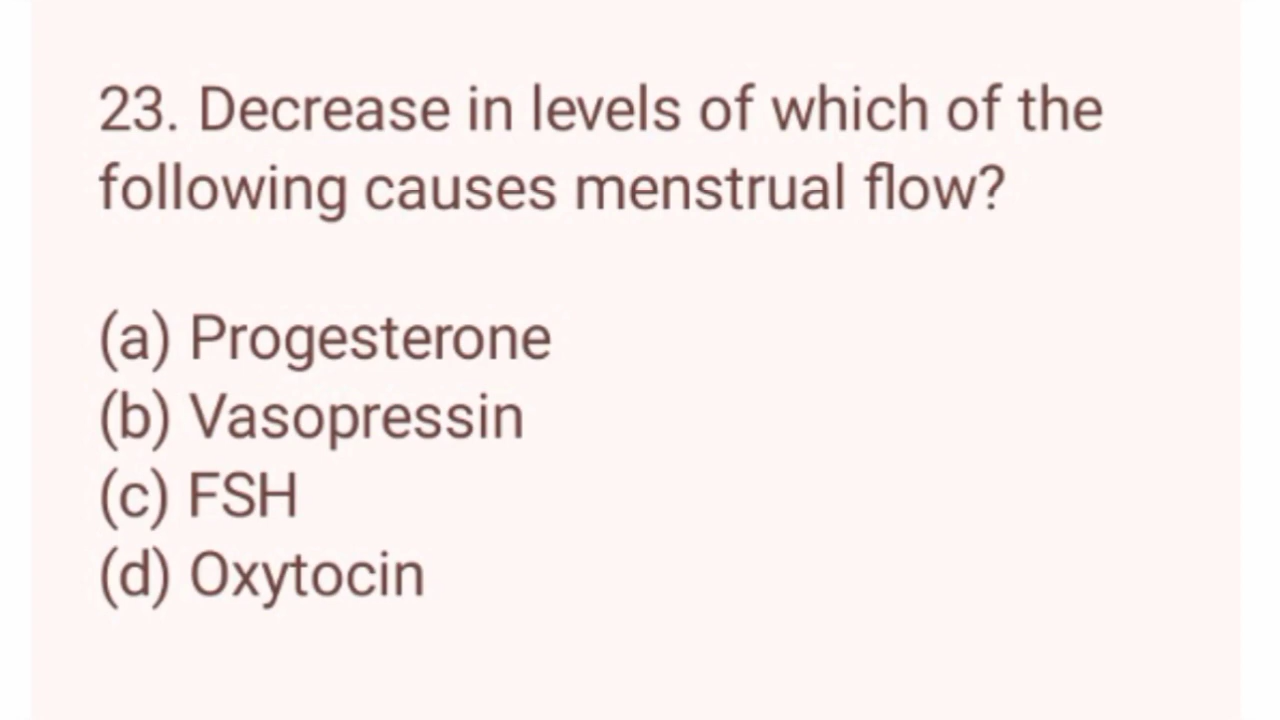 23. Decrease in levels of which of the
following causes menstrual flow?
(a) Progesterone
(b) Vasopressin
(c) FSH
(d) Oxytocin